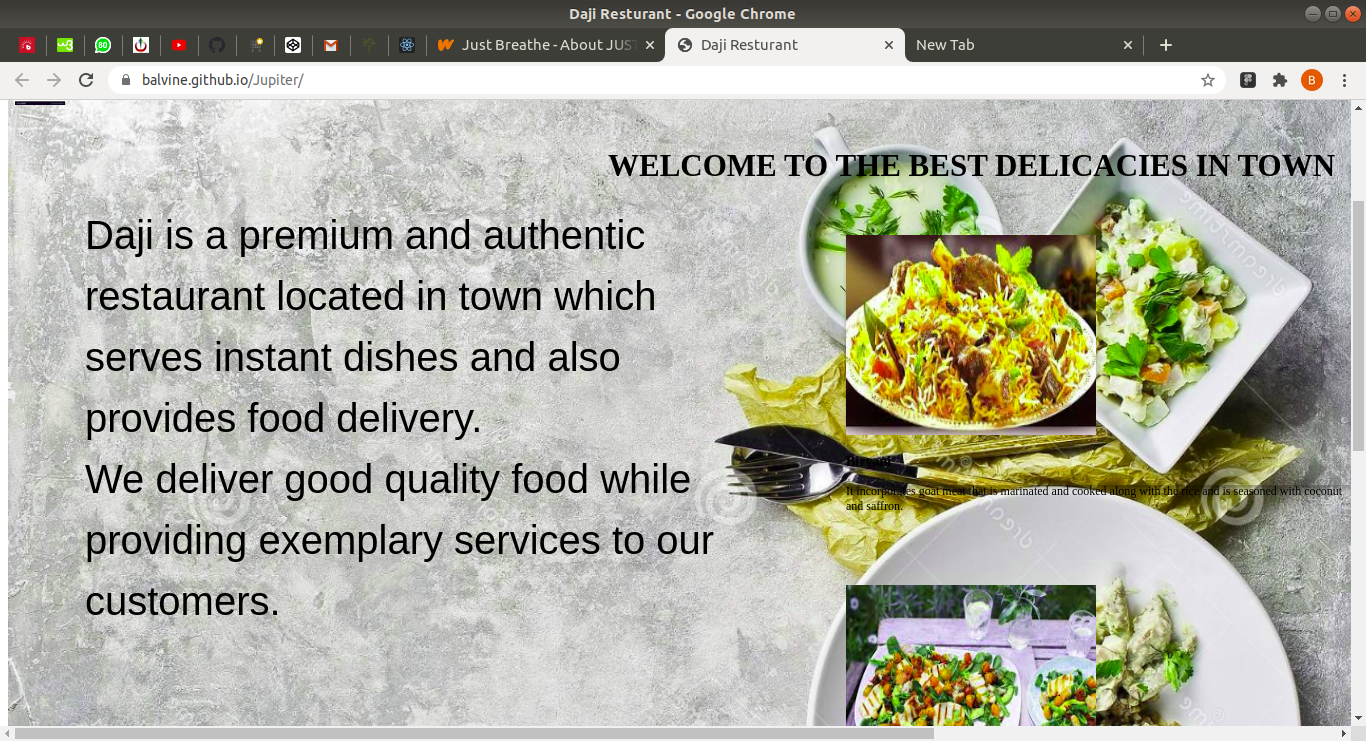 Daji Resturant - Google Chrome
Just Breathe - About JUS
Daji Resturant
New Tab
balvine.github.io/Jupiter/
B
WELCOME TO THE BEST DELICACIES IN TOWN
Daji is a premium and authentic
restaurant located in town which
serves instant dishes and also
provides food delivery.
We deliver good quality food while
providing exemplary services to our
customers.
It incorporates goat meat that is marinated and cooked along with the rice and is seasoned with coconut
and saffron.